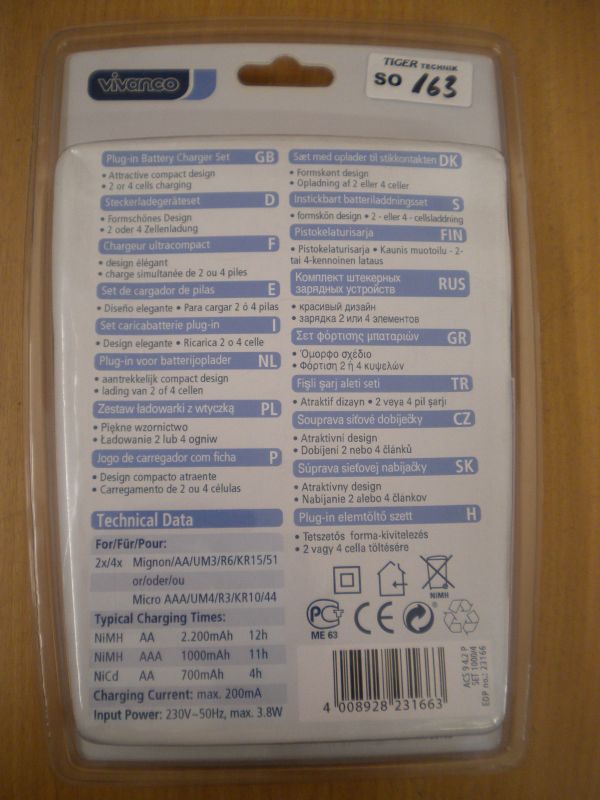 vivanco
TIGER TECHNIK
SO 163
Plug-in Battery Charger Set GB
• Attractive compact design
• 2 or 4 cells charging
Steckerladegeräteset D
• Formschönes Design
• 2 oder 4 Zellenladung
Chargeur ultracompact F
• design élégant
• charge simultanée de 2 ou 4 piles
Set de cargador de pilas E
• Diseño elegante • Para cargar 2 ó 4 pilas
Set caricabatterie plug-in I
• Design elegante • Ricarica 2 o 4 celle
Plug-in voor batterijoplader NL
• aantrekkelijk compact design
• lading van 2 of 4 cellen
Zestaw ładowarki z wtyczką PL
• Piękne wzornictwo
• Ładowanie 2 lub 4 ogniw
Jogo de carregador com ficha P
• Design compacto atraente
• Carregamento de 2 ou 4 células
Technical Data
For/Für/Pour:
2x/4x Mignon/AA/UM3/R6/KR15/51
or/oder/ou
Micro AAA/UM4/R3/KR10/44
Typical Charging Times:
NiMH AA 2.200mAh 12h
NiMH AAA 1000mAh 11h
NiCd AA 700mAh 4h
Charging Current: max. 200mA
Input Power: 230V~50Hz, max. 3.8W
Sæt med oplader til stikkontakten DK
• Formskønt design
• Opladning af 2 eller 4 celler
Instickbart batteriladdningsset S
• formskön design • 2 - eller 4 - cellsladdning
Pistokelaturisarja FIN
• Pistokelaturisarja • Kaunis muotoilu - 2-
tai 4-kennoinen lataus
Комплект штекерных
зарядных устройств RUS
• красивый дизайн
• зарядка 2 или 4 элементов
Σετ φόρτισης μπαταριών GR
• Όμορφο σχέδιο
• Φόρτιση 2 ή 4 κυψελών
Fişli şarj aleti seti TR
• Atraktif dizayn • 2 veya 4 pil şarjı
Souprava síťové dobíječky CZ
• Atraktivní design
• Dobíjení 2 nebo 4 článků
Súprava sieťovej nabíjačky SK
• Atraktívny design
• Nabíjanie 2 alebo 4 článkov
Plug-in elemtöltő szett H
• Tetszetős forma-kivitelezés
• 2 vagy 4 cella töltésére
NiMH
PC
ME 63
CE
4 008928 231663
ACS 9 4.2 P
SET 1000/4
EDP no.: 23166